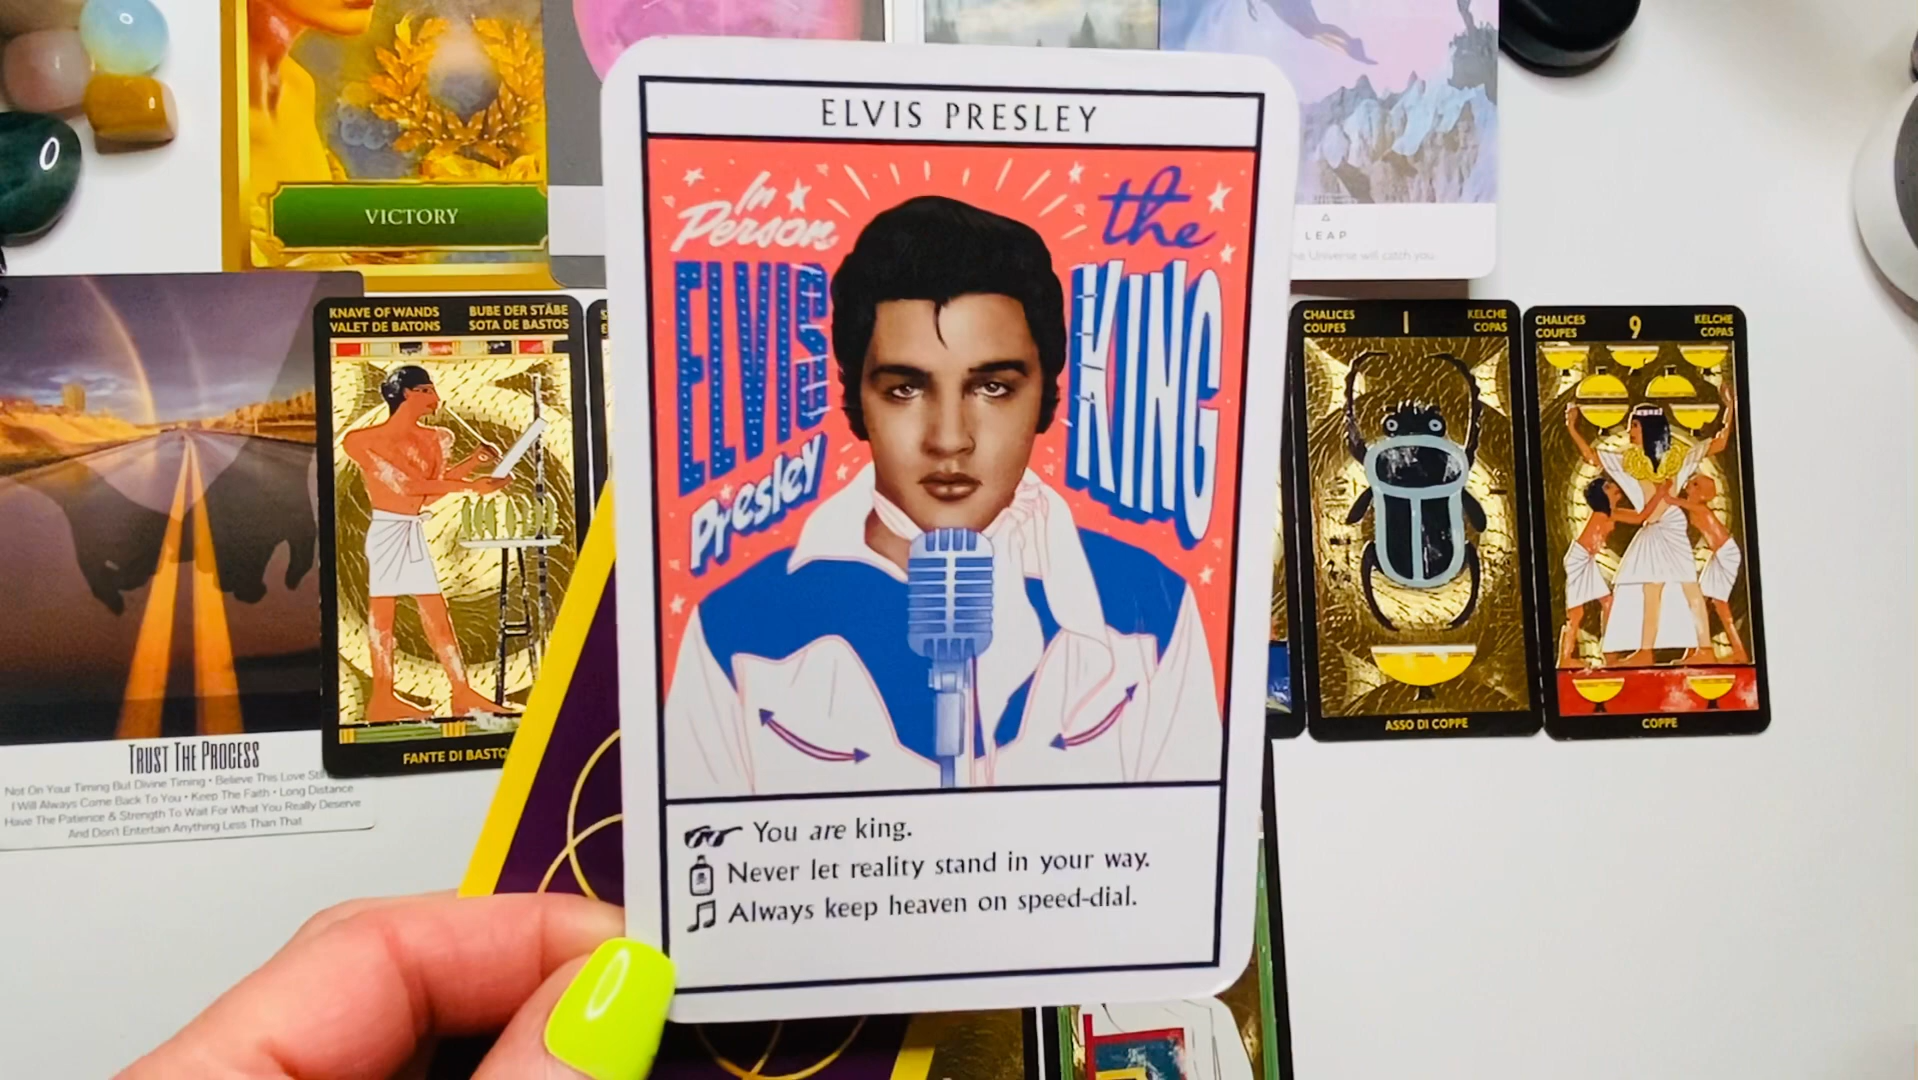 VICTORY
LEAP
Universe will catch you.
ELVIS PRESLEY
In
Person
ELVIS
Presley
the
KING
You are king.
Never let reality stand in your way.
Always keep heaven on speed-dial.
KNAVE OF WANDS
VALET DE BATONS
BUBE DER STÄBE
SOTA DE BASTOS
FANTE DI BASTO
TRUST THE PROCESS
Not On Your Timing But Divine Timing • Believe This Love
I Will Always Come Back To You • Keep The Faith • Long Distance
Have The Patience & Strength To Wait For What You Really Deserve
And Don't Entertain Anything Less Than That
CHALICES
COUPES
1
KELCHE
COPAS
ASSO DI COPPE
CHALICES
COUPES
9
KELCHE
COPAS
COPPE